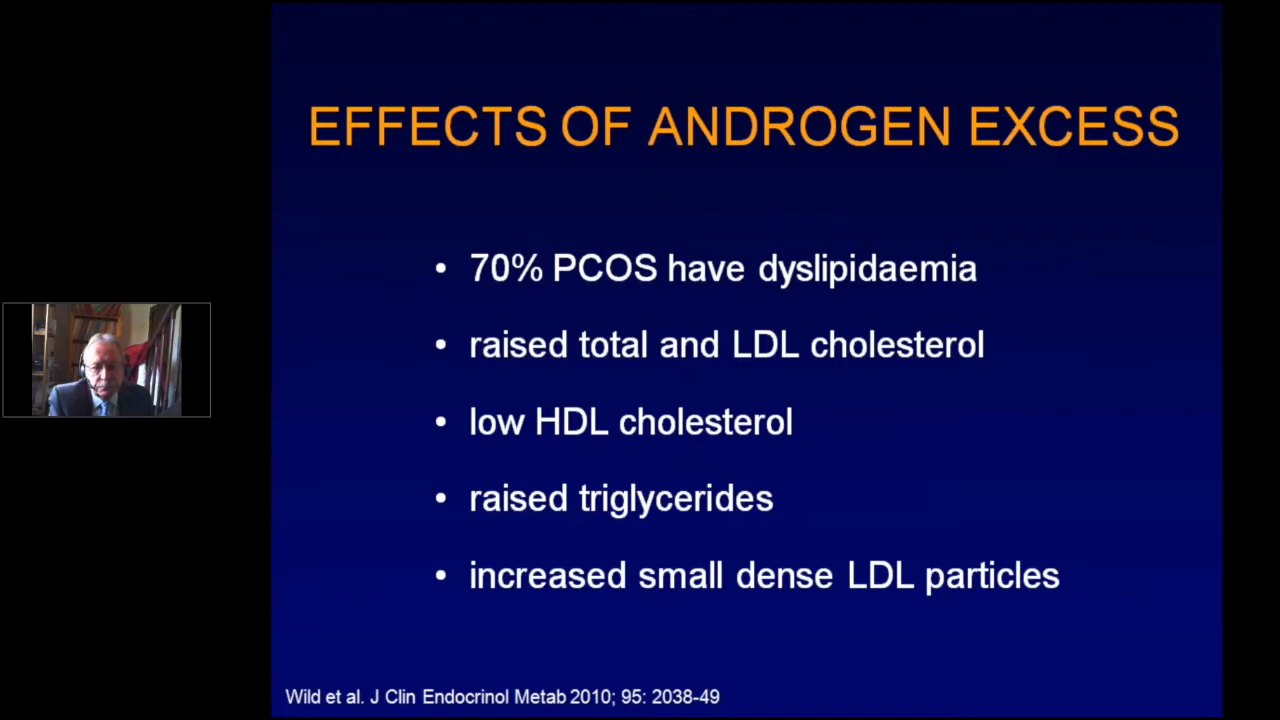 EFFECTS OF ANDROGEN EXCESS
• 70% PCOS have dyslipidaemia
• raised total and LDL cholesterol
• low HDL cholesterol
• raised triglycerides
• increased small dense LDL particles
Wild et al. J Clin Endocrinol Metab 2010; 95: 2038-49